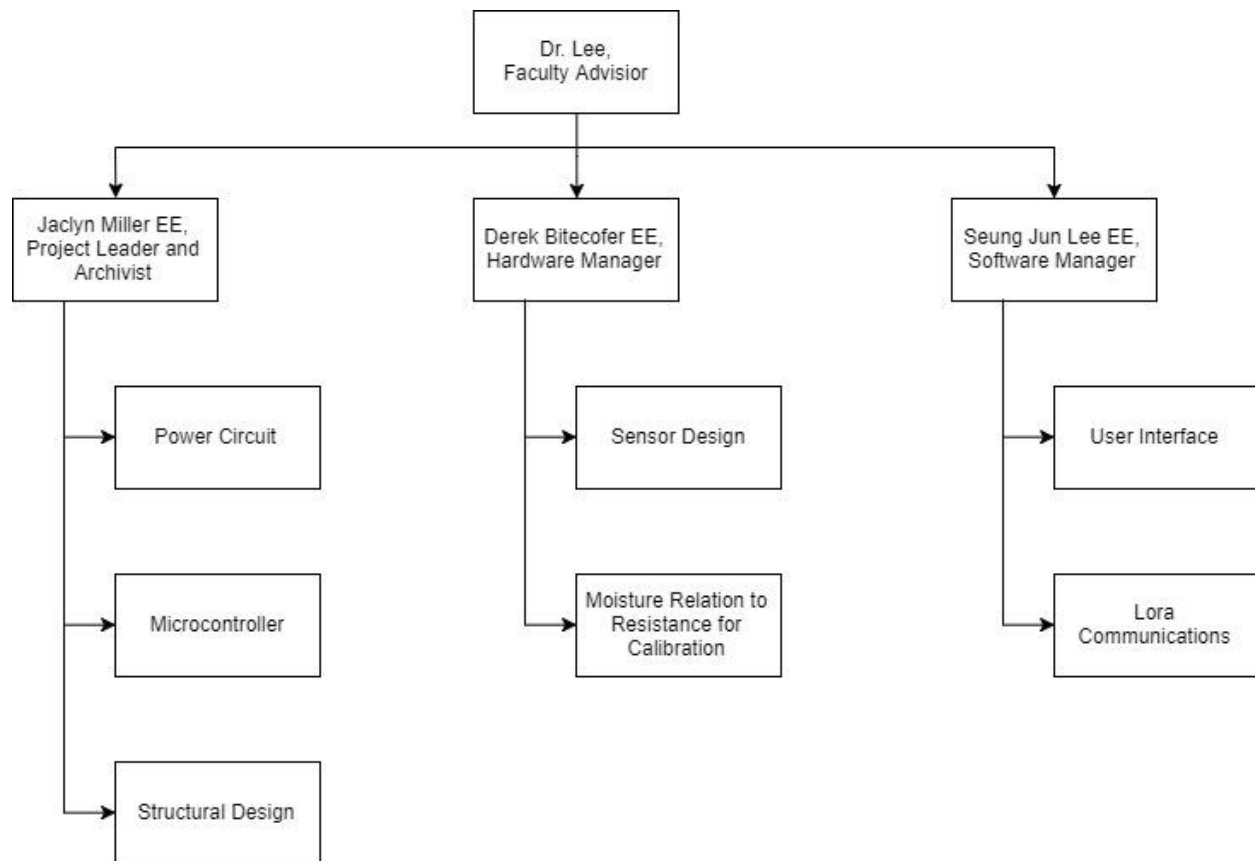 Dr. Lee,
Faculty Advisior
Jaclyn Miller EE,
Project Leader and
Archivist
Derek Bitecofer EE,
Hardware Manager
Seung Jun Lee EE,
Software Manager
Power Circuit
Sensor Design
User Interface
Microcontroller
Moisture Relation to
Resistance for
Calibration
Lora
Communications
Structural Design